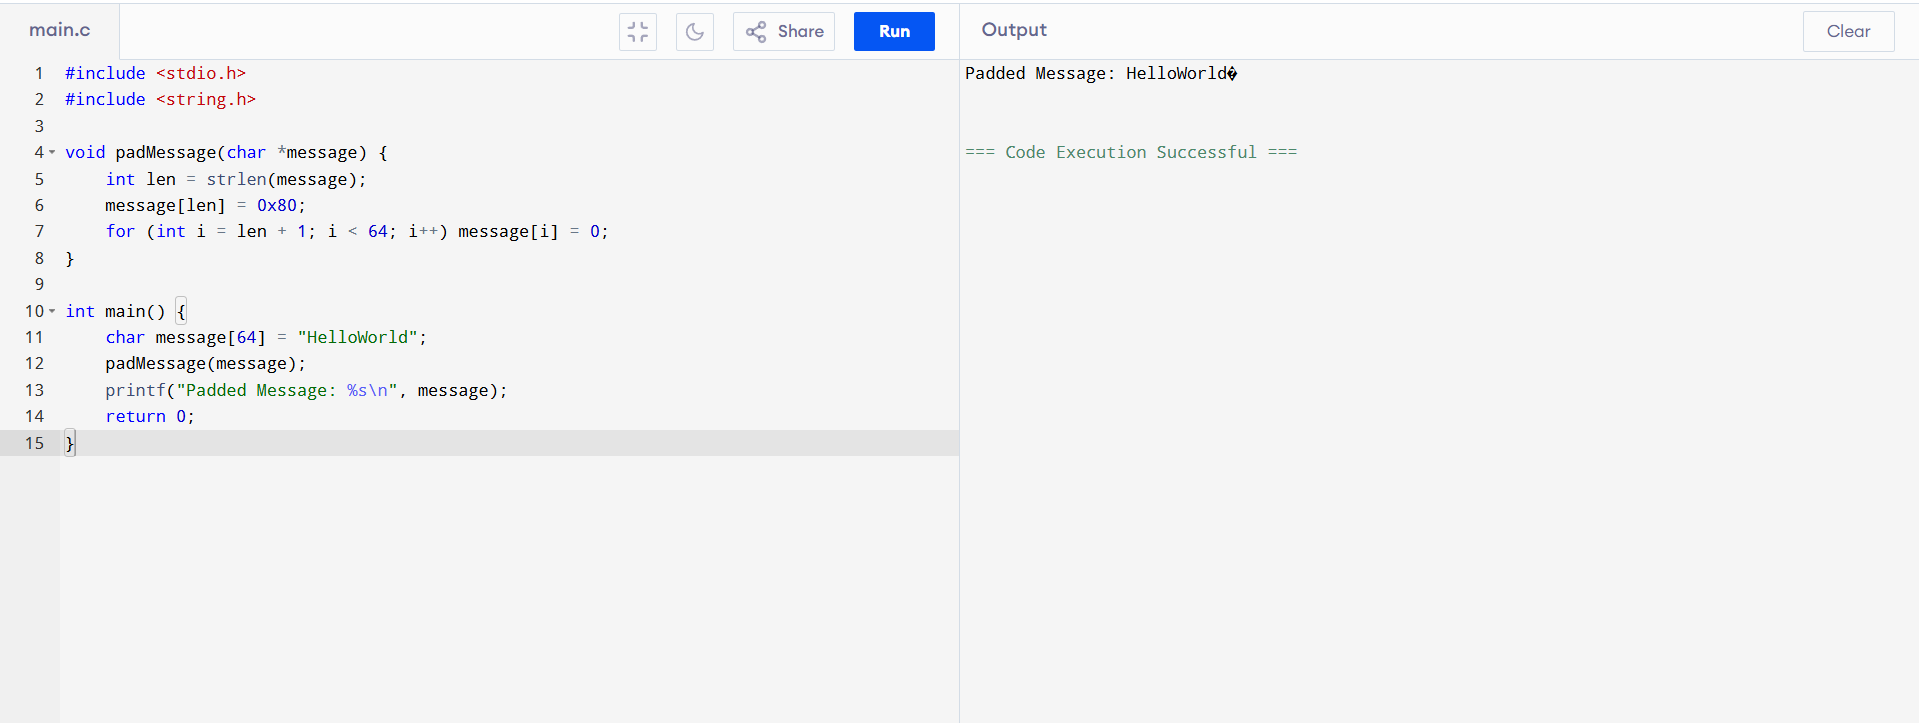 main.c
Share
Run
Output
Clear
1 #include <stdio.h>
2 #include <string.h>
3
4 void padMessage(char *message) {
5     int len = strlen(message);
6     message[len] = 0x80;
7     for (int i = len + 1; i < 64; i++) message[i] = 0;
8 }
9
10 int main() {
11     char message[64] = "HelloWorld";
12     padMessage(message);
13     printf("Padded Message: %s\n", message);
14     return 0;
15 }
Padded Message: HelloWorld�
=== Code Execution Successful ===